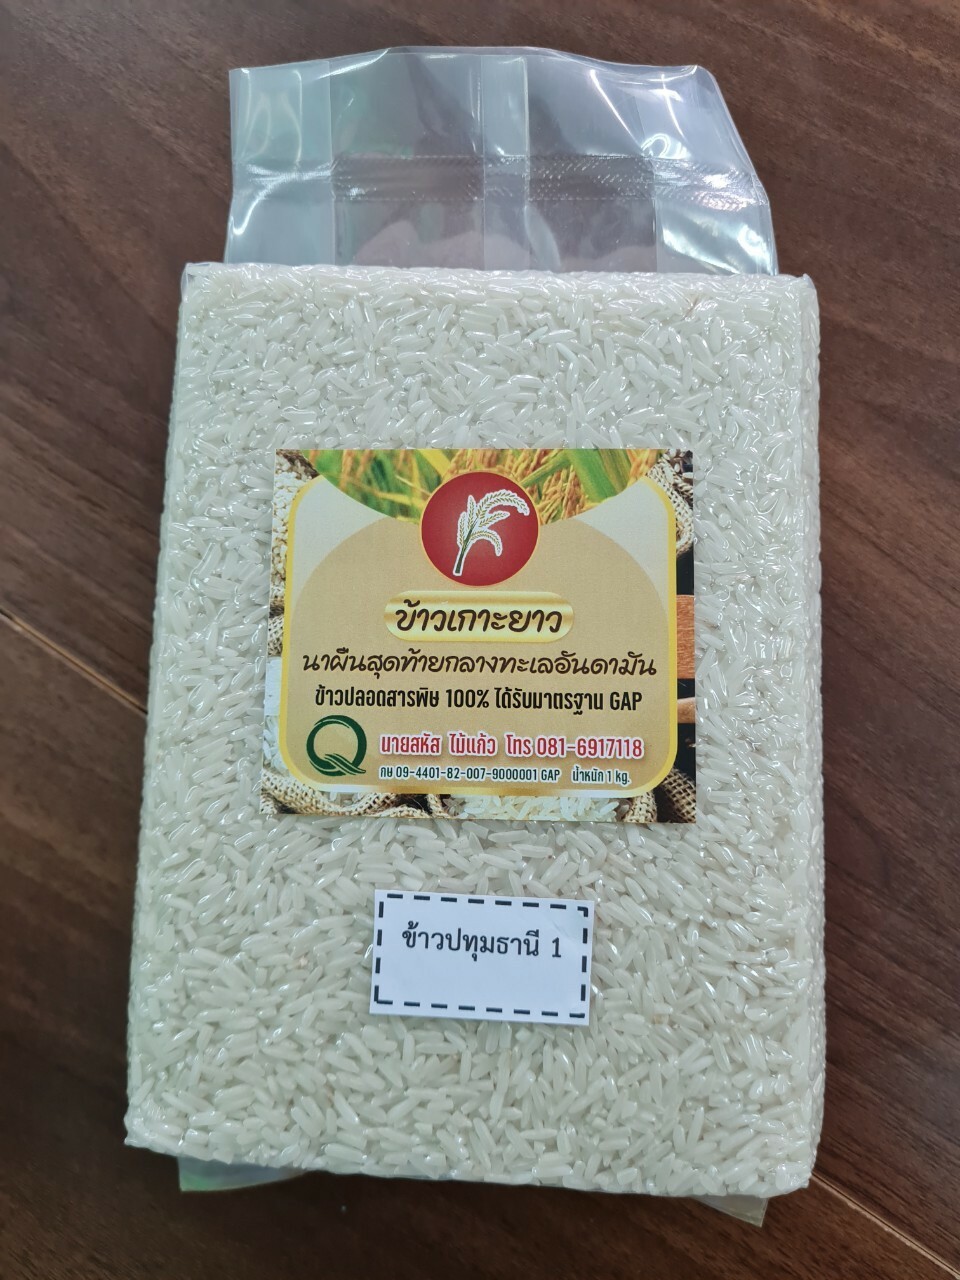 ข้าวเกาะยาว
นาผืนสุดท้ายกลางทะเลอันดามัน
ข้าวปลอดสารพิษ 100% ได้รับมาตรฐาน GAP
Q นายสหัส ไม้แก้ว โทร 081-6917118
กษ 09-4401-82-007-9000001 GAP น้ำหนัก 1 kg.
ข้าวปทุมธานี 1